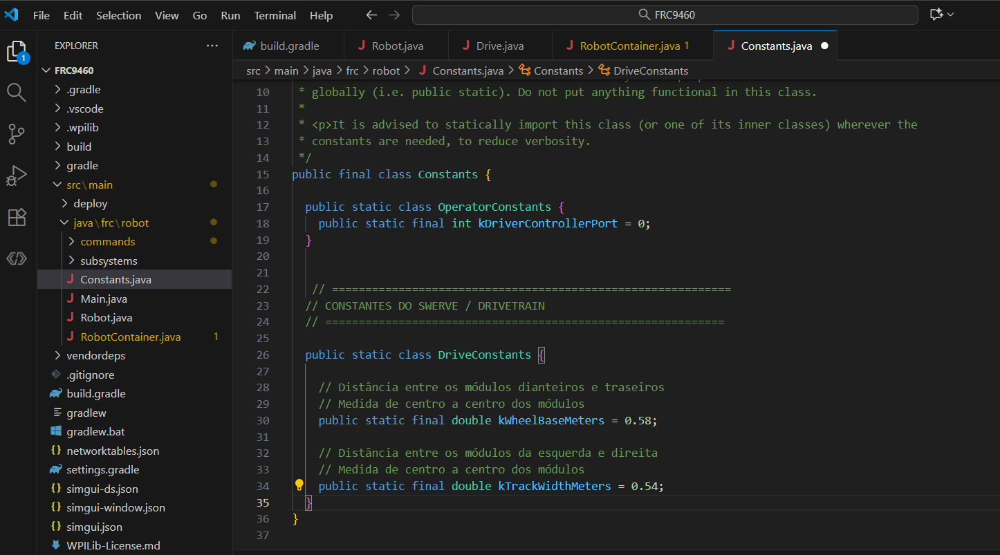 File Edit Selection View Go Run Terminal Help
FRC9460
1
EXPLORER
FRC9460
.gradle
.vscode
.wpilib
build
gradle
src\main
deploy
java\frc\robot
commands
subsystems
Constants.java
Main.java
Robot.java
RobotContainer.java 1
vendordeps
.gitignore
build.gradle
gradlew
gradlew.bat
networktables.json
settings.gradle
simgui-ds.json
simgui-window.json
simgui.json
WPILib-License.md
build.gradle Robot.java Drive.java RobotContainer.java 1 Constants.java
src > main > java > frc > robot > Constants.java > Constants > DriveConstants
10 * globally (i.e. public static). Do not put anything functional in this class.
11 *
12 * <p>It is advised to statically import this class (or one of its inner classes) wherever the
13 * constants are needed, to reduce verbosity.
14 */
15 public final class Constants {
16
17 public static class OperatorConstants {
18 public static final int kDriverControllerPort = 0;
19 }
20
21
22 // ============================================================
23 // CONSTANTES DO SWERVE / DRIVETRAIN
24 // ============================================================
25
26 public static class DriveConstants {
27
28 // Distância entre os módulos dianteiros e traseiros
29 // Medida de centro a centro dos módulos
30 public static final double kWheelBaseMeters = 0.58;
31
32 // Distância entre os módulos da esquerda e direita
33 // Medida de centro a centro dos módulos
34 public static final double kTrackWidthMeters = 0.54;
35 }
36 }
37